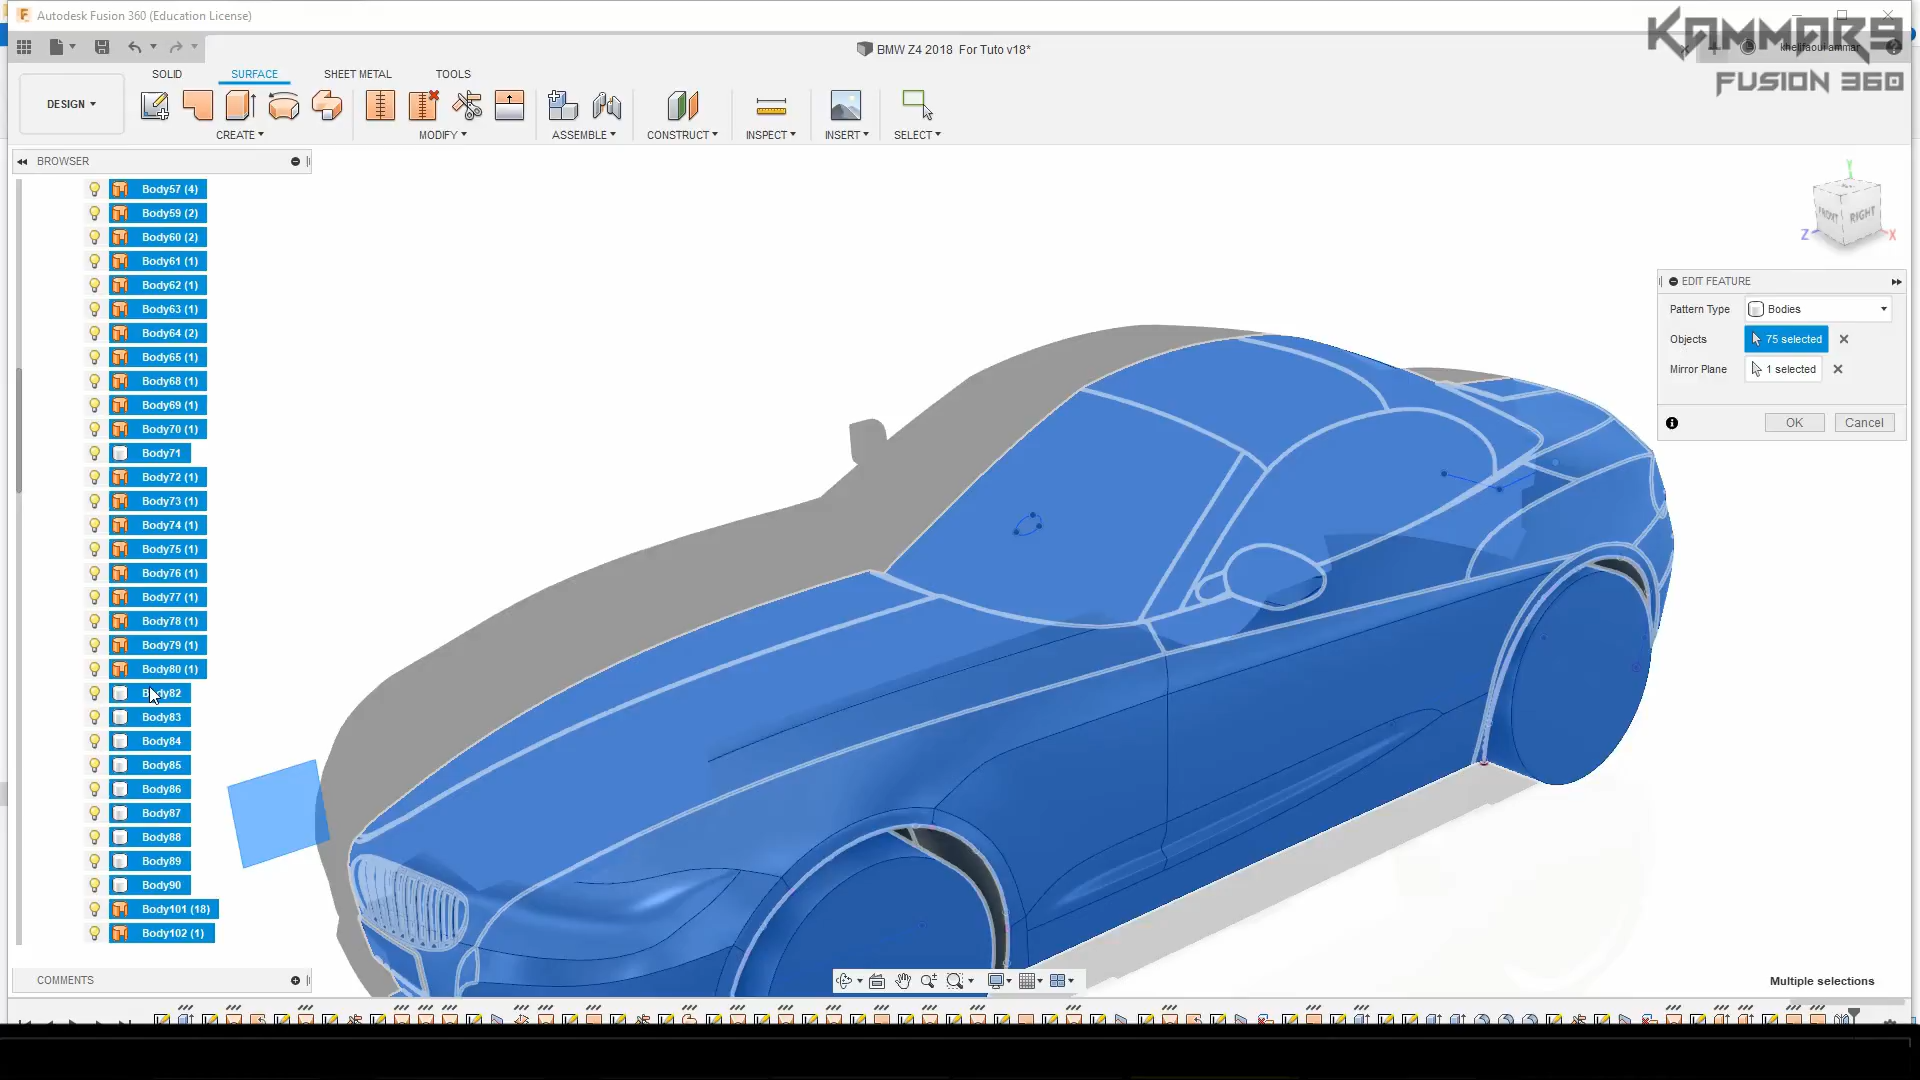 Autodesk Fusion 360 (Education License)
KAMMAR9
FUSION 360
BMW Z4 2018 For Tuto v18*
khelifaoui ammar
SOLID
SURFACE
SHEET METAL
TOOLS
DESIGN
CREATE
MODIFY
ASSEMBLE
CONSTRUCT
INSPECT
INSERT
SELECT
BROWSER
Body57 (4)
Body59 (2)
Body60 (2)
Body61 (1)
Body62 (1)
Body63 (1)
Body64 (2)
Body65 (1)
Body68 (1)
Body69 (1)
Body70 (1)
Body71
Body72 (1)
Body73 (1)
Body74 (1)
Body75 (1)
Body76 (1)
Body77 (1)
Body78 (1)
Body79 (1)
Body80 (1)
Body82
Body83
Body84
Body85
Body86
Body87
Body88
Body89
Body90
Body101 (18)
Body102 (1)
COMMENTS
Y
FRONT
RIGHT
Z
X
EDIT FEATURE
Pattern Type
Bodies
Objects
75 selected
Mirror Plane
1 selected
OK
Cancel
Multiple selections